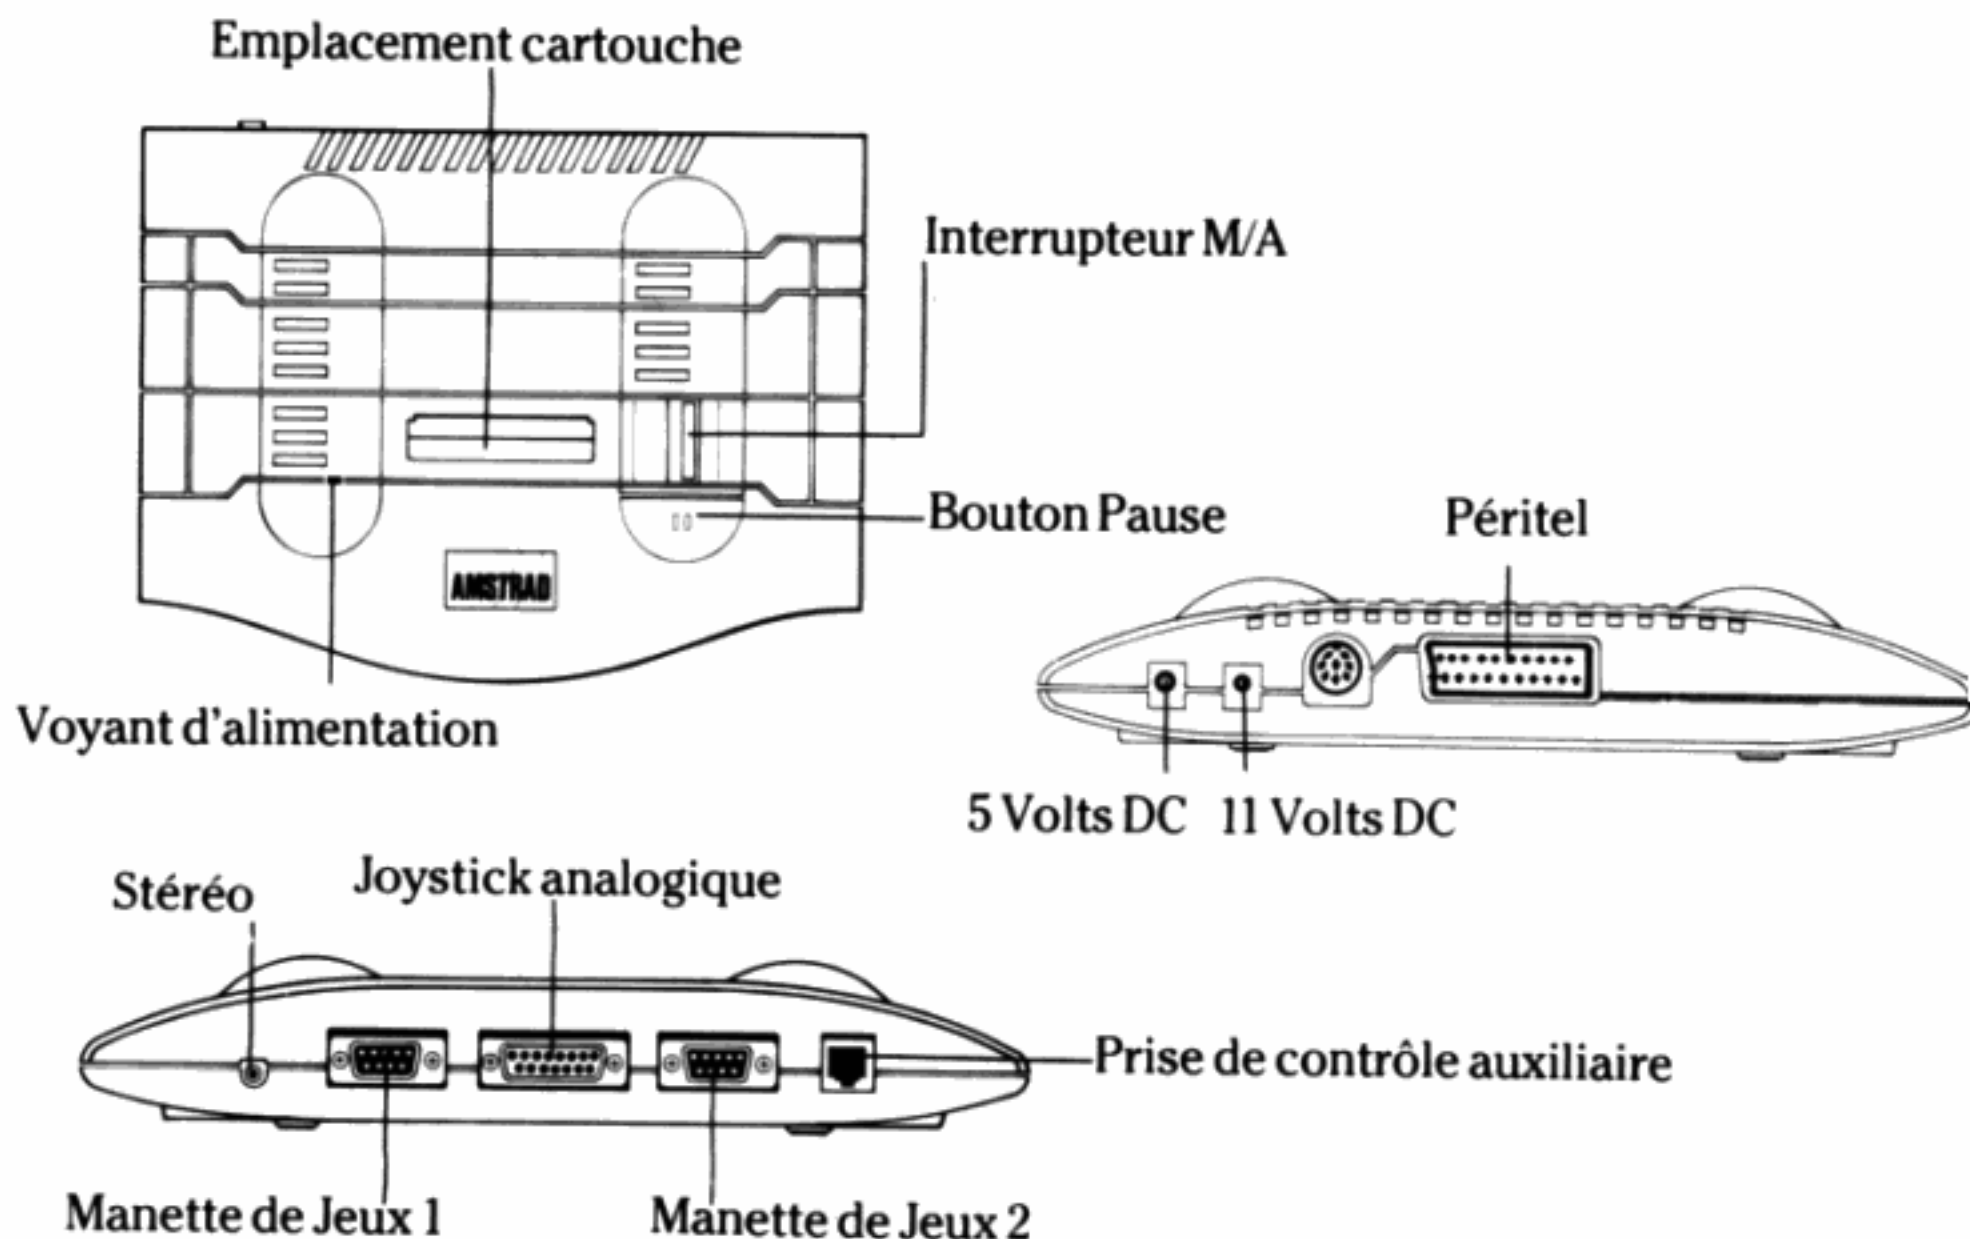 Emplacement cartouche
Interrupteur M/A
Bouton Pause
AMSTRAD
Voyant d'alimentation
Péritel
5 Volts DC
11 Volts DC
Stéréo
Joystick analogique
Prise de contrôle auxiliaire
Manette de Jeux 1
Manette de Jeux 2